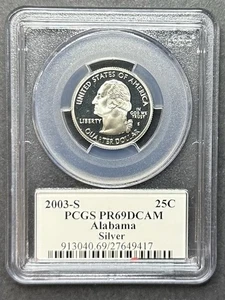 UNITED STATES OF AMERICA
LIBERTY
IN
GOD WE
TRUST
S
QUARTER DOLLAR
2003-S 25C
PCGS PR69DCAM
Alabama
Silver
913040.69/27649417